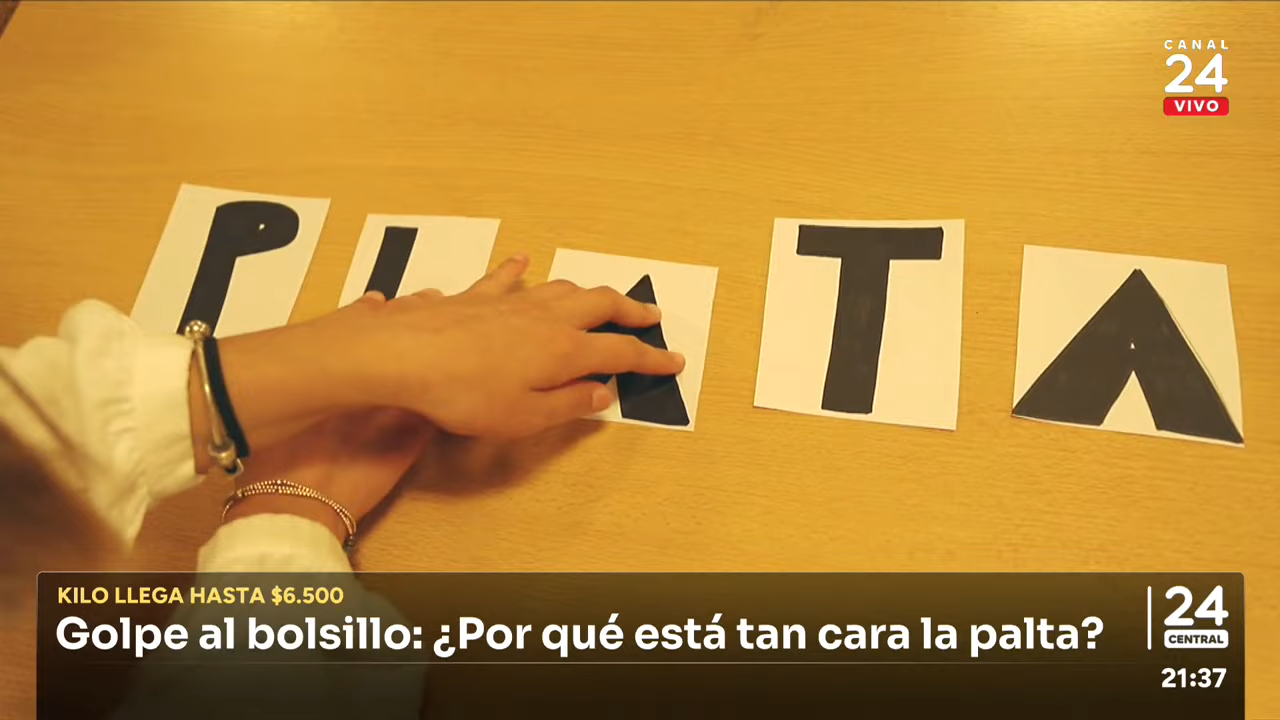 CANAL
24
VIVO
P L A T A
KILO LLEGA HASTA $6.500
Golpe al bolsillo: ¿Por qué está tan cara la palta?
24
CENTRAL
21:37